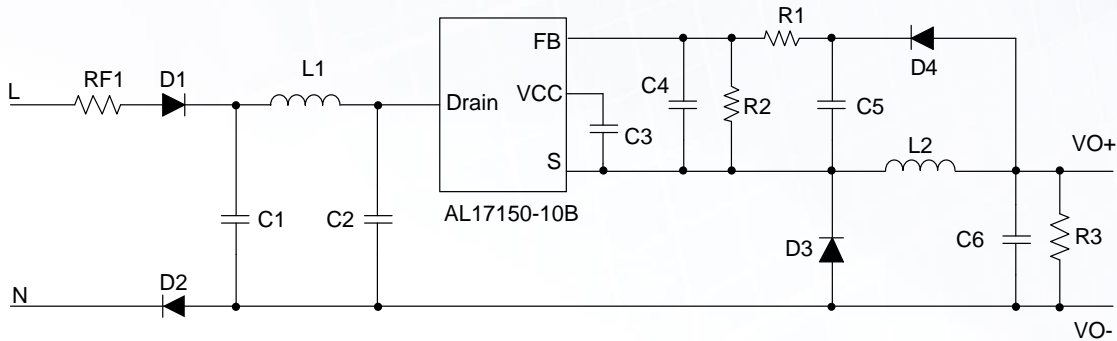 FB
R1
D4
L1
D1
RF1
L
Drain
VCC
C4
R2
C5
C3
L2
VO+
S
AL17150-10B
C1
C2
D3
C6
R3
D2
N
VO-